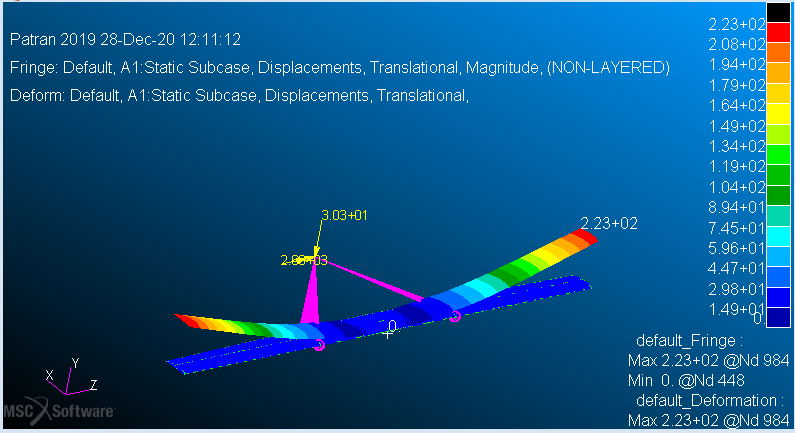 Patran 2019 28-Dec-20 12:11:12
Fringe: Default, A1:Static Subcase, Displacements, Translational, Magnitude, (NON-LAYERED)
Deform: Default, A1:Static Subcase, Displacements, Translational,
2.23+02
2.08+02
1.94+02
1.79+02
1.64+02
1.49+02
1.34+02
1.19+02
1.04+02
8.94+01
7.45+01
5.96+01
4.47+01
2.98+01
1.49+01
0
3.03+01
2.23+02
0
default_Fringe :
Max 2.23+02 @Nd 984
Min 0. @Nd 448
default_Deformation :
Max 2.23+02 @Nd 984
X
Y
Z
MSC Software